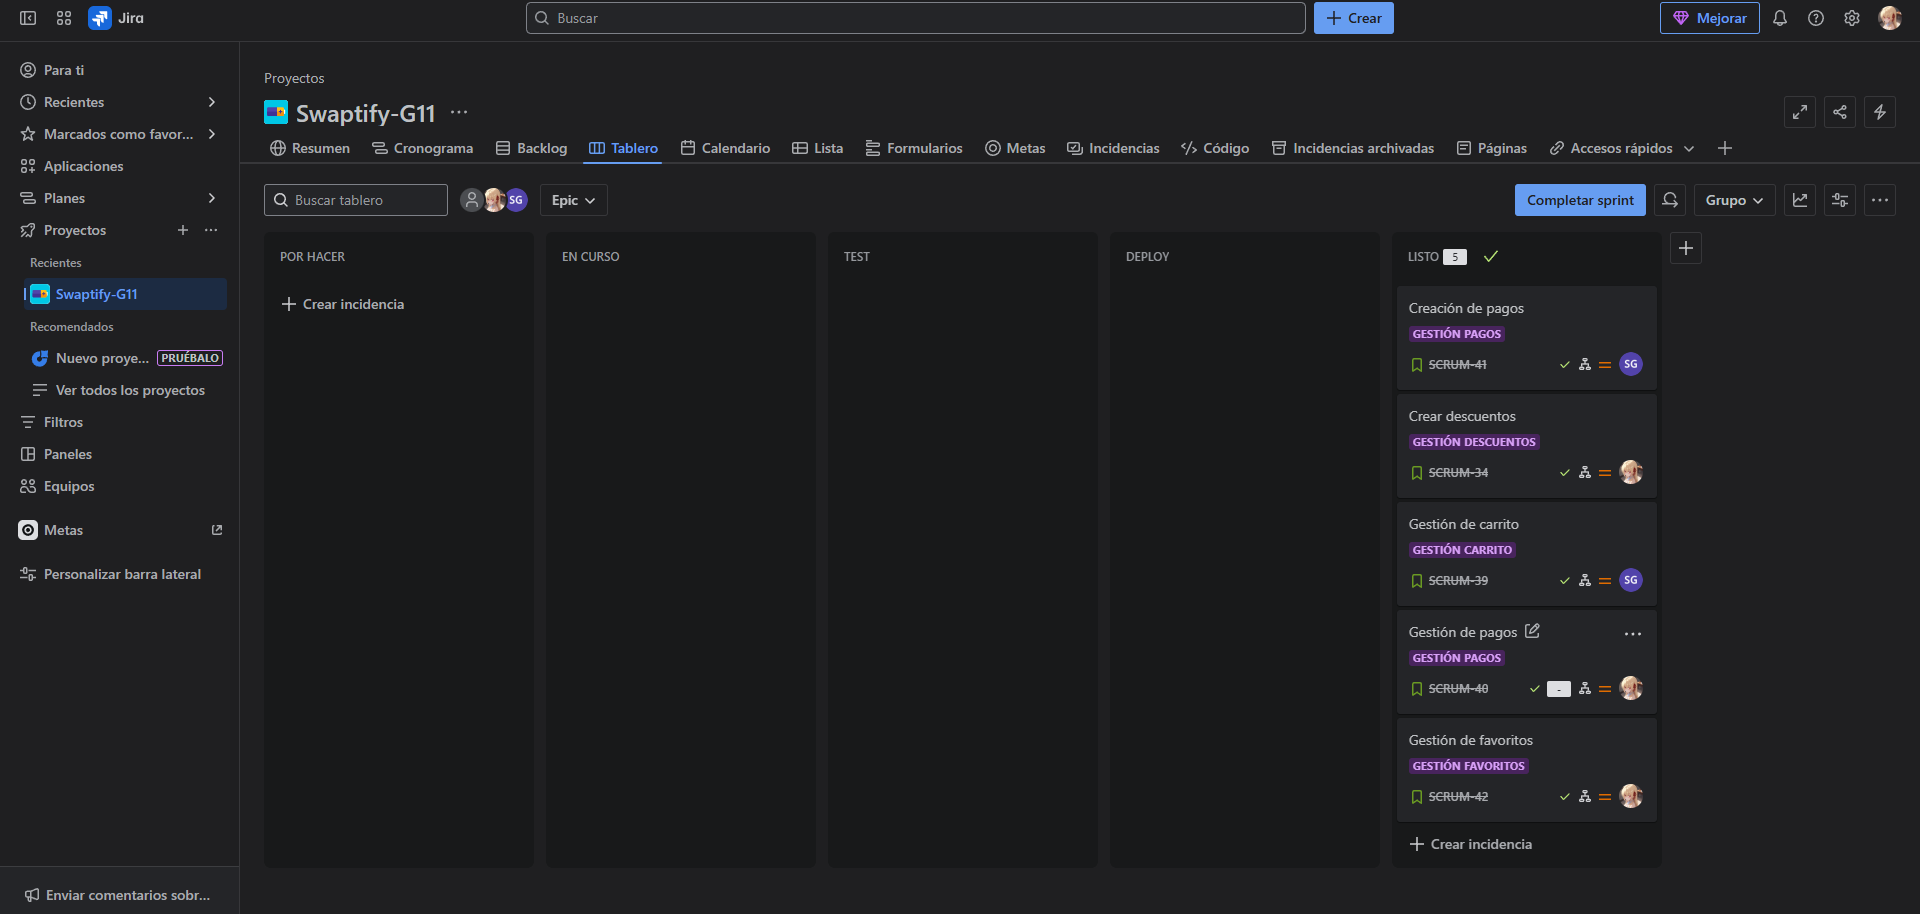 Jira
Buscar
Crear
Mejorar
Para ti
Recientes
Marcados como favor...
Aplicaciones
Planes
Proyectos
Recientes
Swaptify-G11
Recomendados
Nuevo proye... PRUÉBALO
Ver todos los proyectos
Filtros
Paneles
Equipos
Metas
Personalizar barra lateral
Enviar comentarios sobr...
Proyectos
Swaptify-G11
Resumen Cronograma Backlog Tablero Calendario Lista Formularios Metas Incidencias Código Incidencias archivadas Páginas Accesos rápidos
Buscar tablero SG Epic Completar sprint Grupo
POR HACER
Crear incidencia
EN CURSO
TEST
DEPLOY
LISTO 5
Creación de pagos
GESTIÓN PAGOS
SCRUM-41 SG
Crear descuentos
GESTIÓN DESCUENTOS
SCRUM-34
Gestión de carrito
GESTIÓN CARRITO
SCRUM-39 SG
Gestión de pagos
GESTIÓN PAGOS
SCRUM-40 -
Gestión de favoritos
GESTIÓN FAVORITOS
SCRUM-42
Crear incidencia